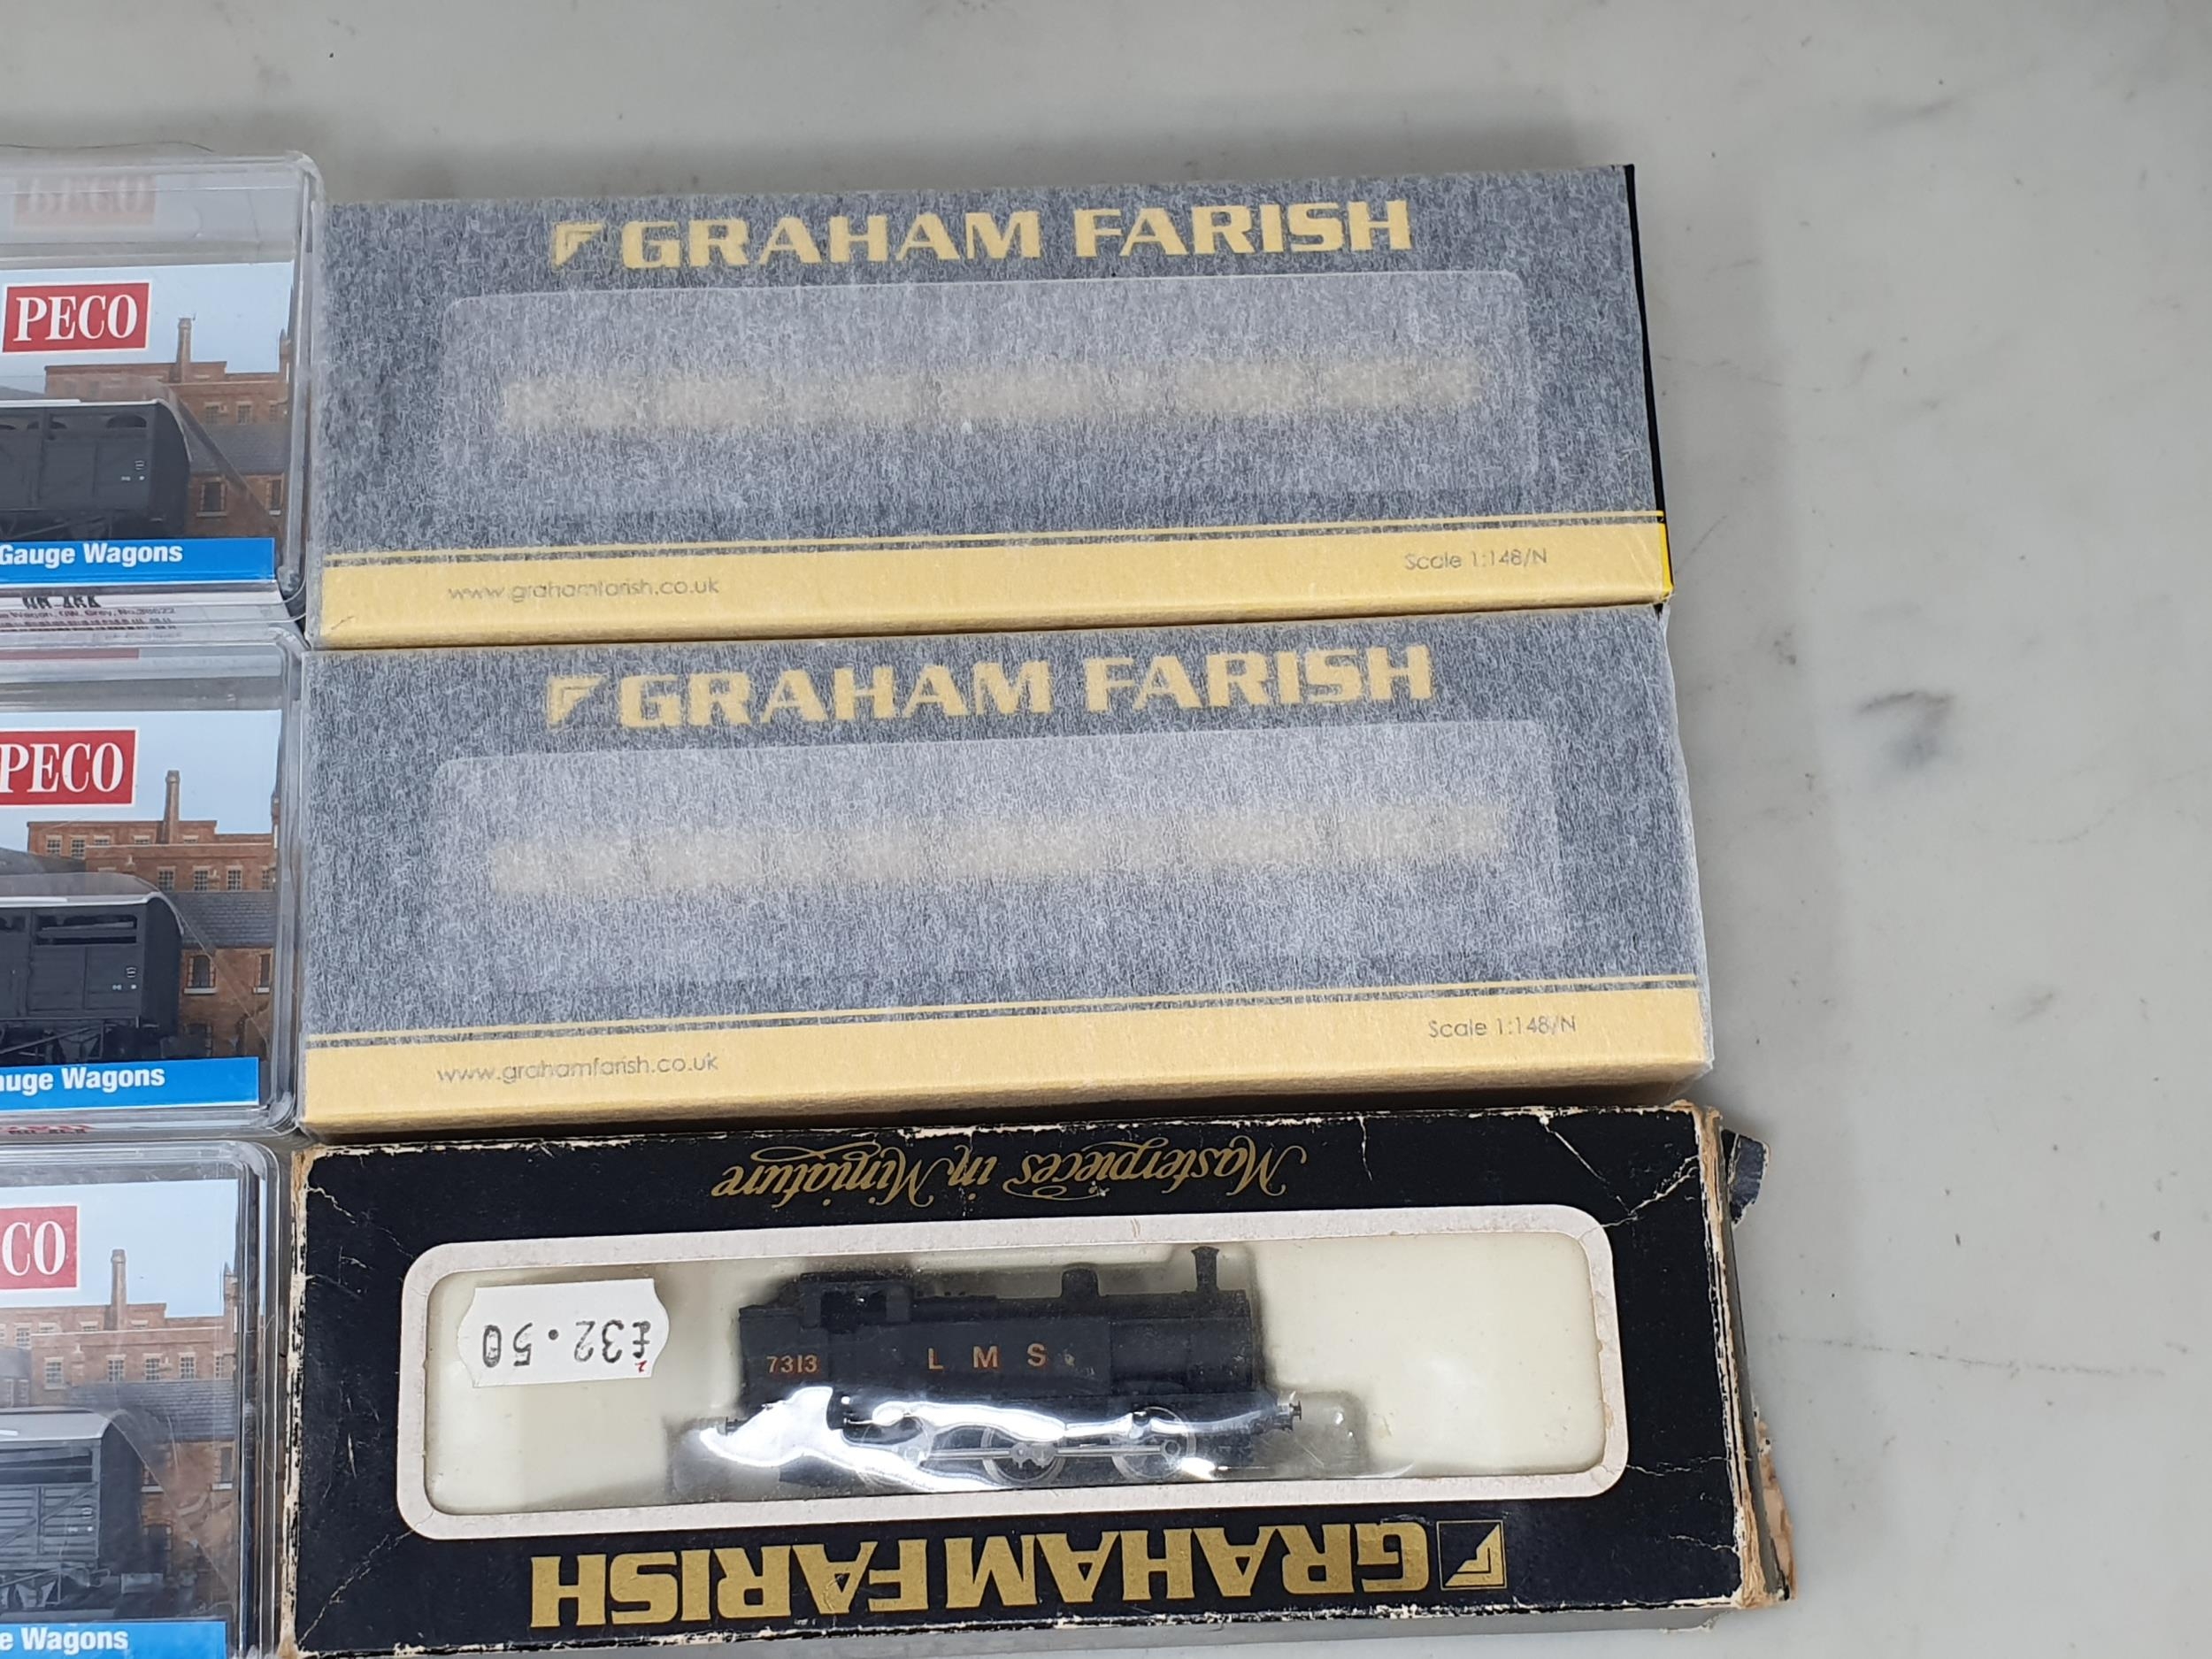 PECO
Gauge Wagons
PECO
auge Wagons
CO
e Wagons
GRAHAM FARISH
www.grahamfarish.co.uk
Scale 1:148/N
GRAHAM FARISH
www.grahamfarish.co.uk
Scale 1:148/N
Masterpieces in Miniature
£32.50
7313
L M S
GRAHAM FARISH